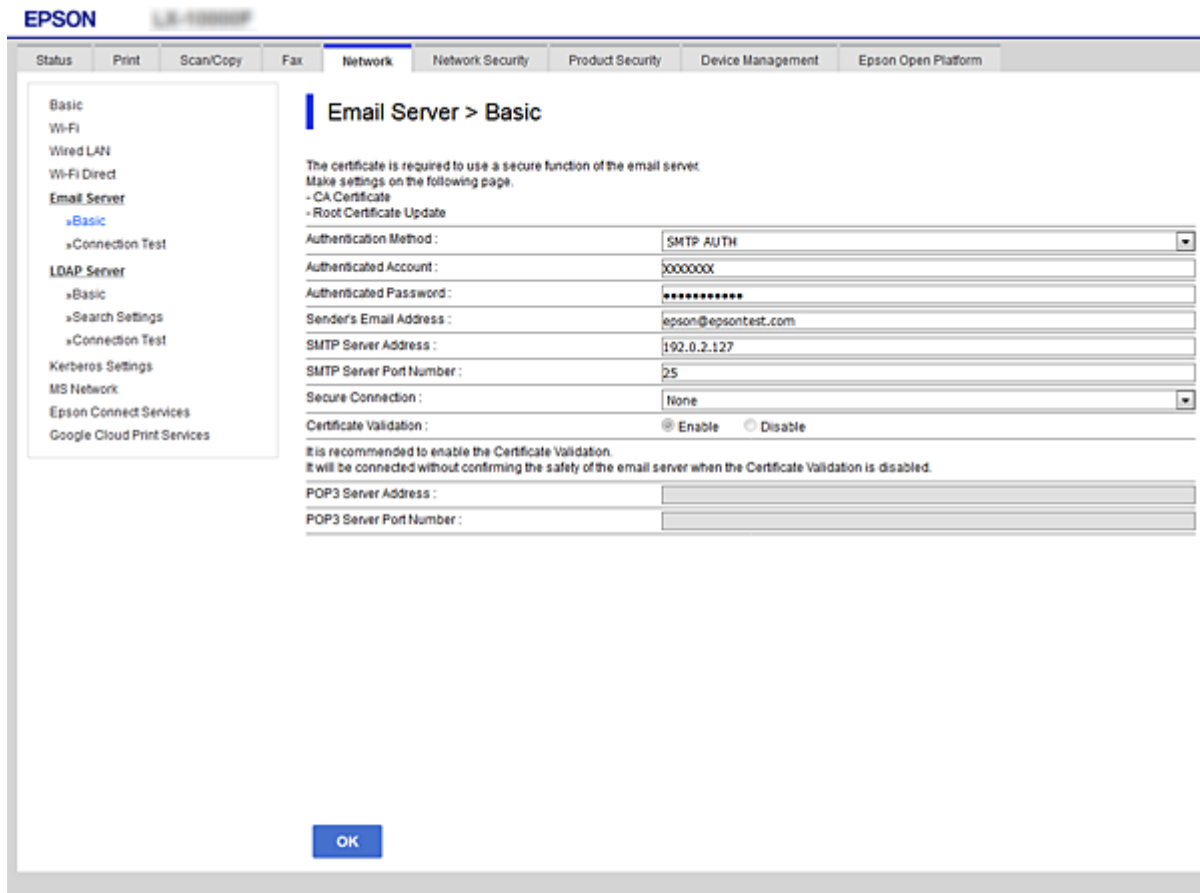 EPSON
Status Print Scan/Copy Fax Network Network Security Product Security Device Management Epson Open Platform
Basic
Wi-Fi
Wired LAN
Wi-Fi Direct
Email Server
»Basic
»Connection Test
LDAP Server
»Basic
»Search Settings
»Connection Test
Kerberos Settings
MS Network
Epson Connect Services
Google Cloud Print Services
Email Server > Basic
The certificate is required to use a secure function of the email server.
Make settings on the following page.
- CA Certificate
- Root Certificate Update
Authentication Method : SMTP AUTH
Authenticated Account : XXXXXXX
Authenticated Password : •••••••••••
Sender's Email Address : epson@epsontest.com
SMTP Server Address : 192.0.2.127
SMTP Server Port Number : 25
Secure Connection : None
Certificate Validation : Enable Disable
It is recommended to enable the Certificate Validation.
It will be connected without confirming the safety of the email server when the Certificate Validation is disabled.
POP3 Server Address :
POP3 Server Port Number :
OK